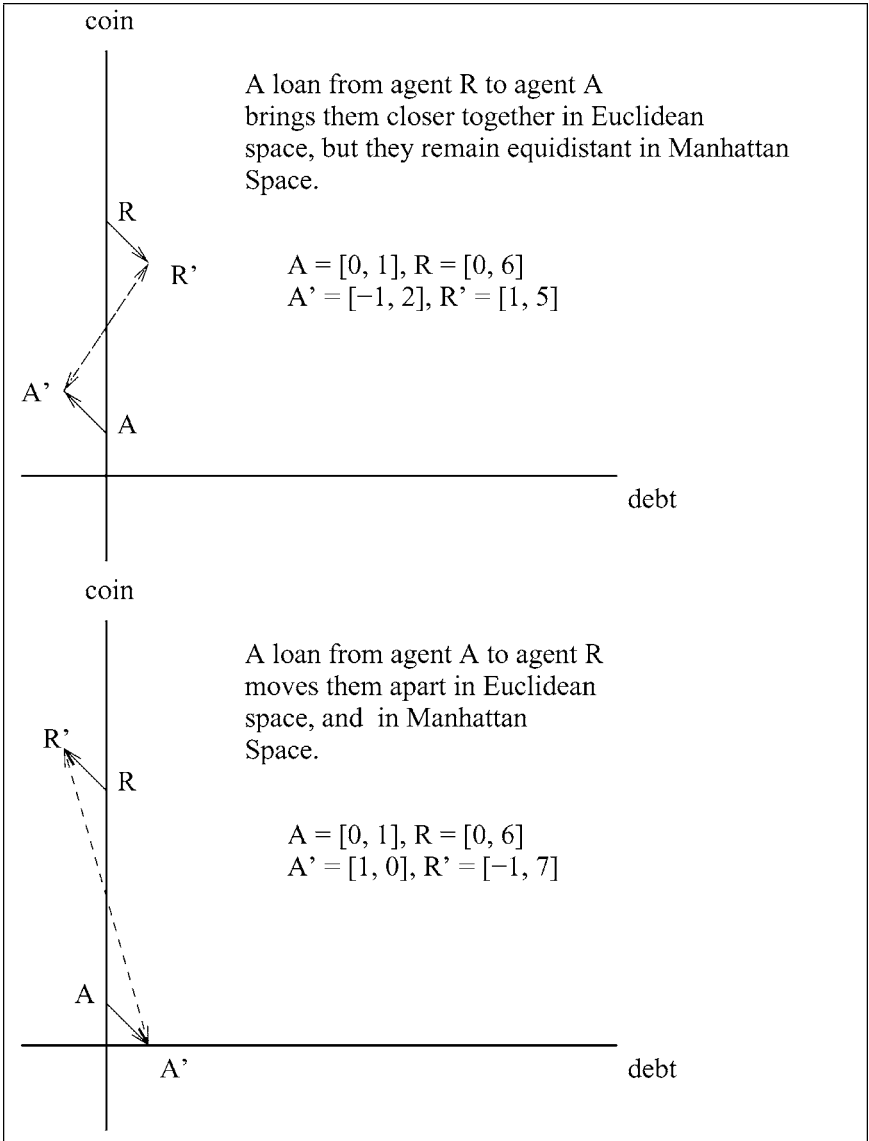 coin
A loan from agent R to agent A
brings them closer together in Euclidean
space, but they remain equidistant in Manhattan
Space.
R
R’
A = [0, 1], R = [0, 6]
A’ = [−1, 2], R’ = [1, 5]
A’
A
debt
coin
A loan from agent A to agent R
moves them apart in Euclidean
space, and in Manhattan
Space.
R’
R
A = [0, 1], R = [0, 6]
A’ = [1, 0], R’ = [−1, 7]
A
A’
debt